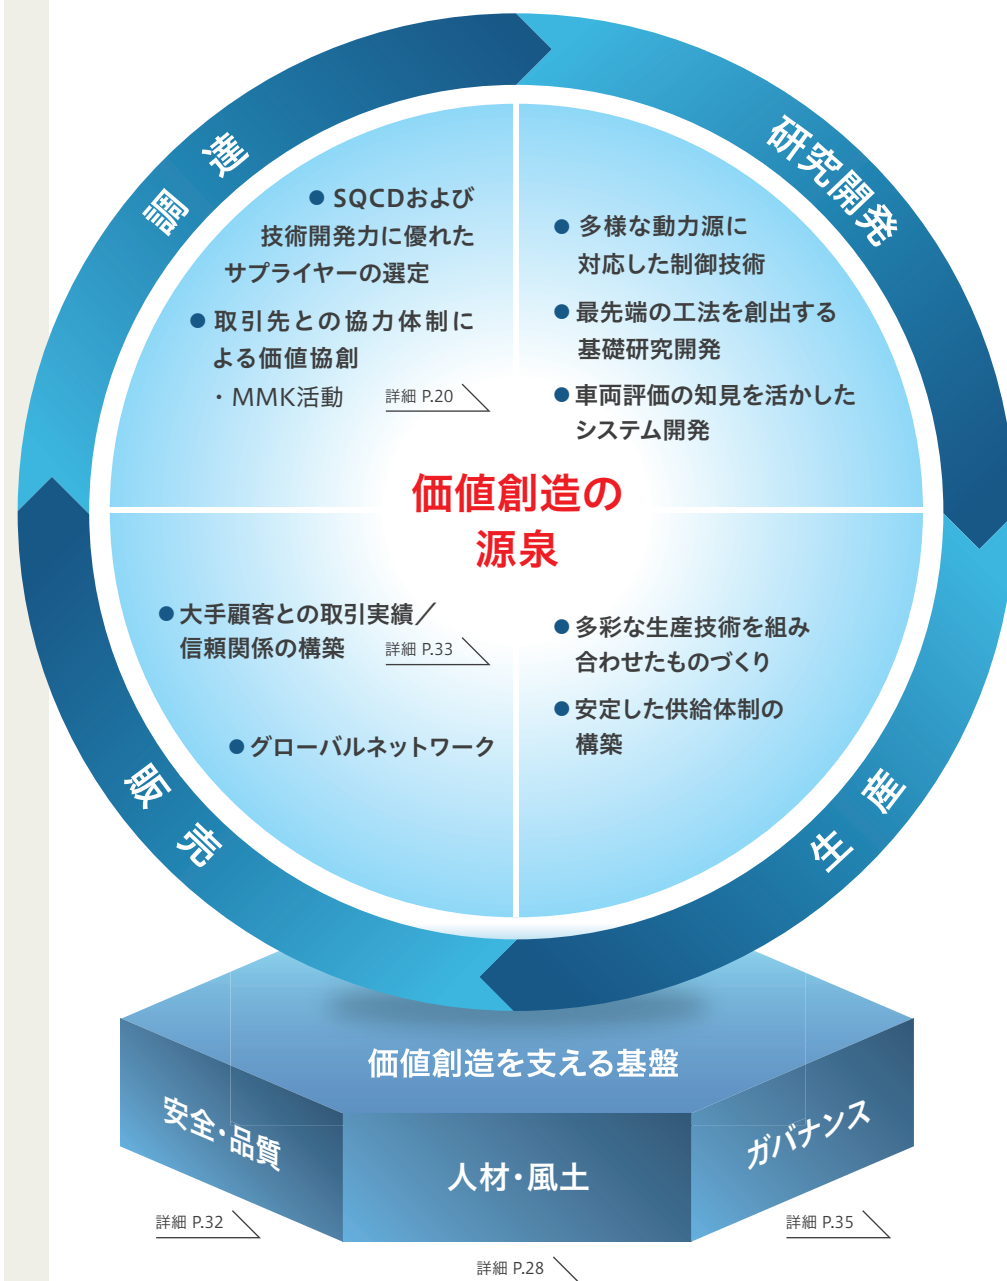 調達
研究開発
● SQCDおよび
技術開発力に優れた
サプライヤーの選定
● 取引先との協力体制に
よる価値協創
・MMK活動
詳細 P.20
● 多様な動力源に
対応した制御技術
● 最先端の工法を創出する
基礎研究開発
● 車両評価の知見を活かした
システム開発
価値創造の
源泉
● 大手顧客との取引実績／
信頼関係の構築
詳細 P.33
● グローバルネットワーク
● 多彩な生産技術を組み
合わせたものづくり
● 安定した供給体制の
構築
販売
生産
価値創造を支える基盤
安全・品質
人材・風土
ガバナンス
詳細 P.32
詳細 P.28
詳細 P.35